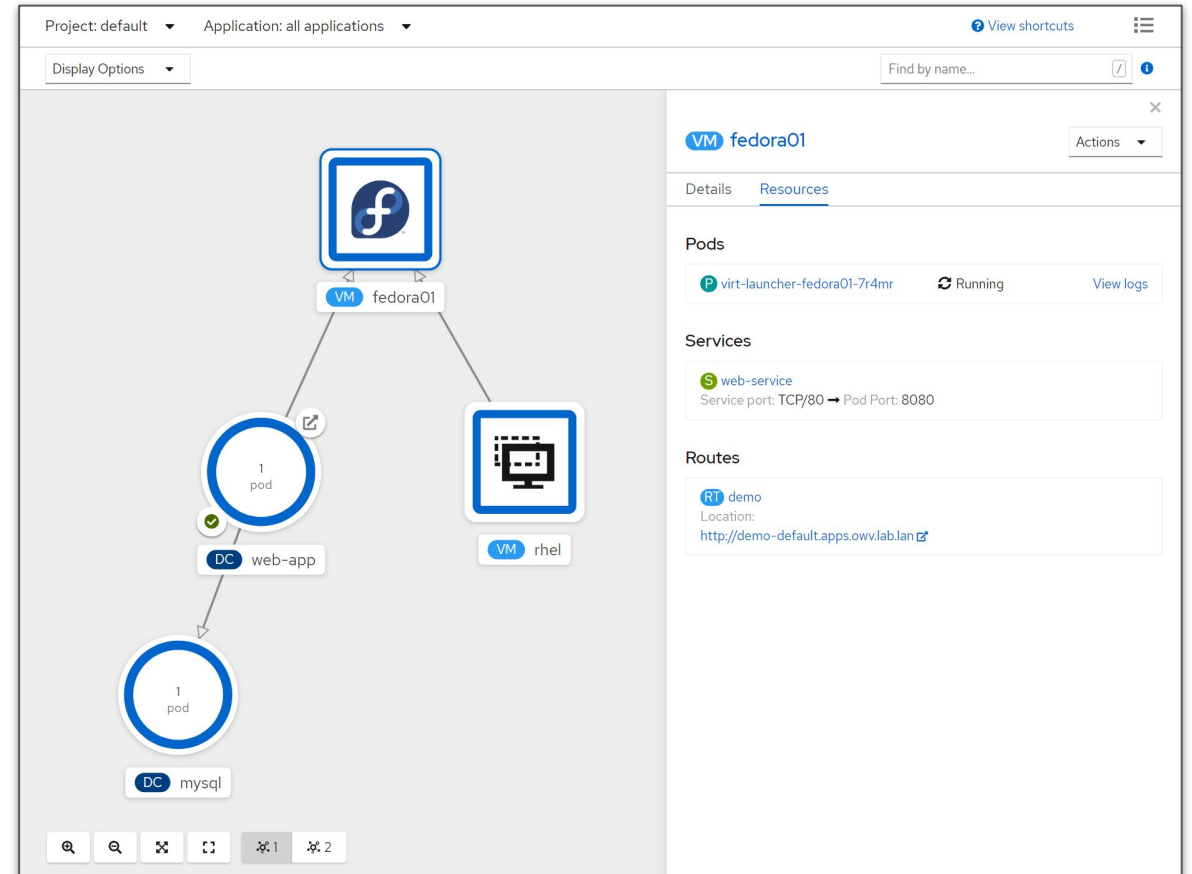 Project: default
Application: all applications
View shortcuts
Display Options
Find by name...
/
VM fedora01
Actions
Details
Resources
Pods
P virt-launcher-fedora01-7r4mr
Running
View logs
Services
S web-service
Service port: TCP/80 → Pod Port: 8080
Routes
RT demo
Location:
http://demo-default.apps.owv.lab.lan
VM fedora01
1
pod
DC web-app
VM rhel
1
pod
DC mysql
1
2